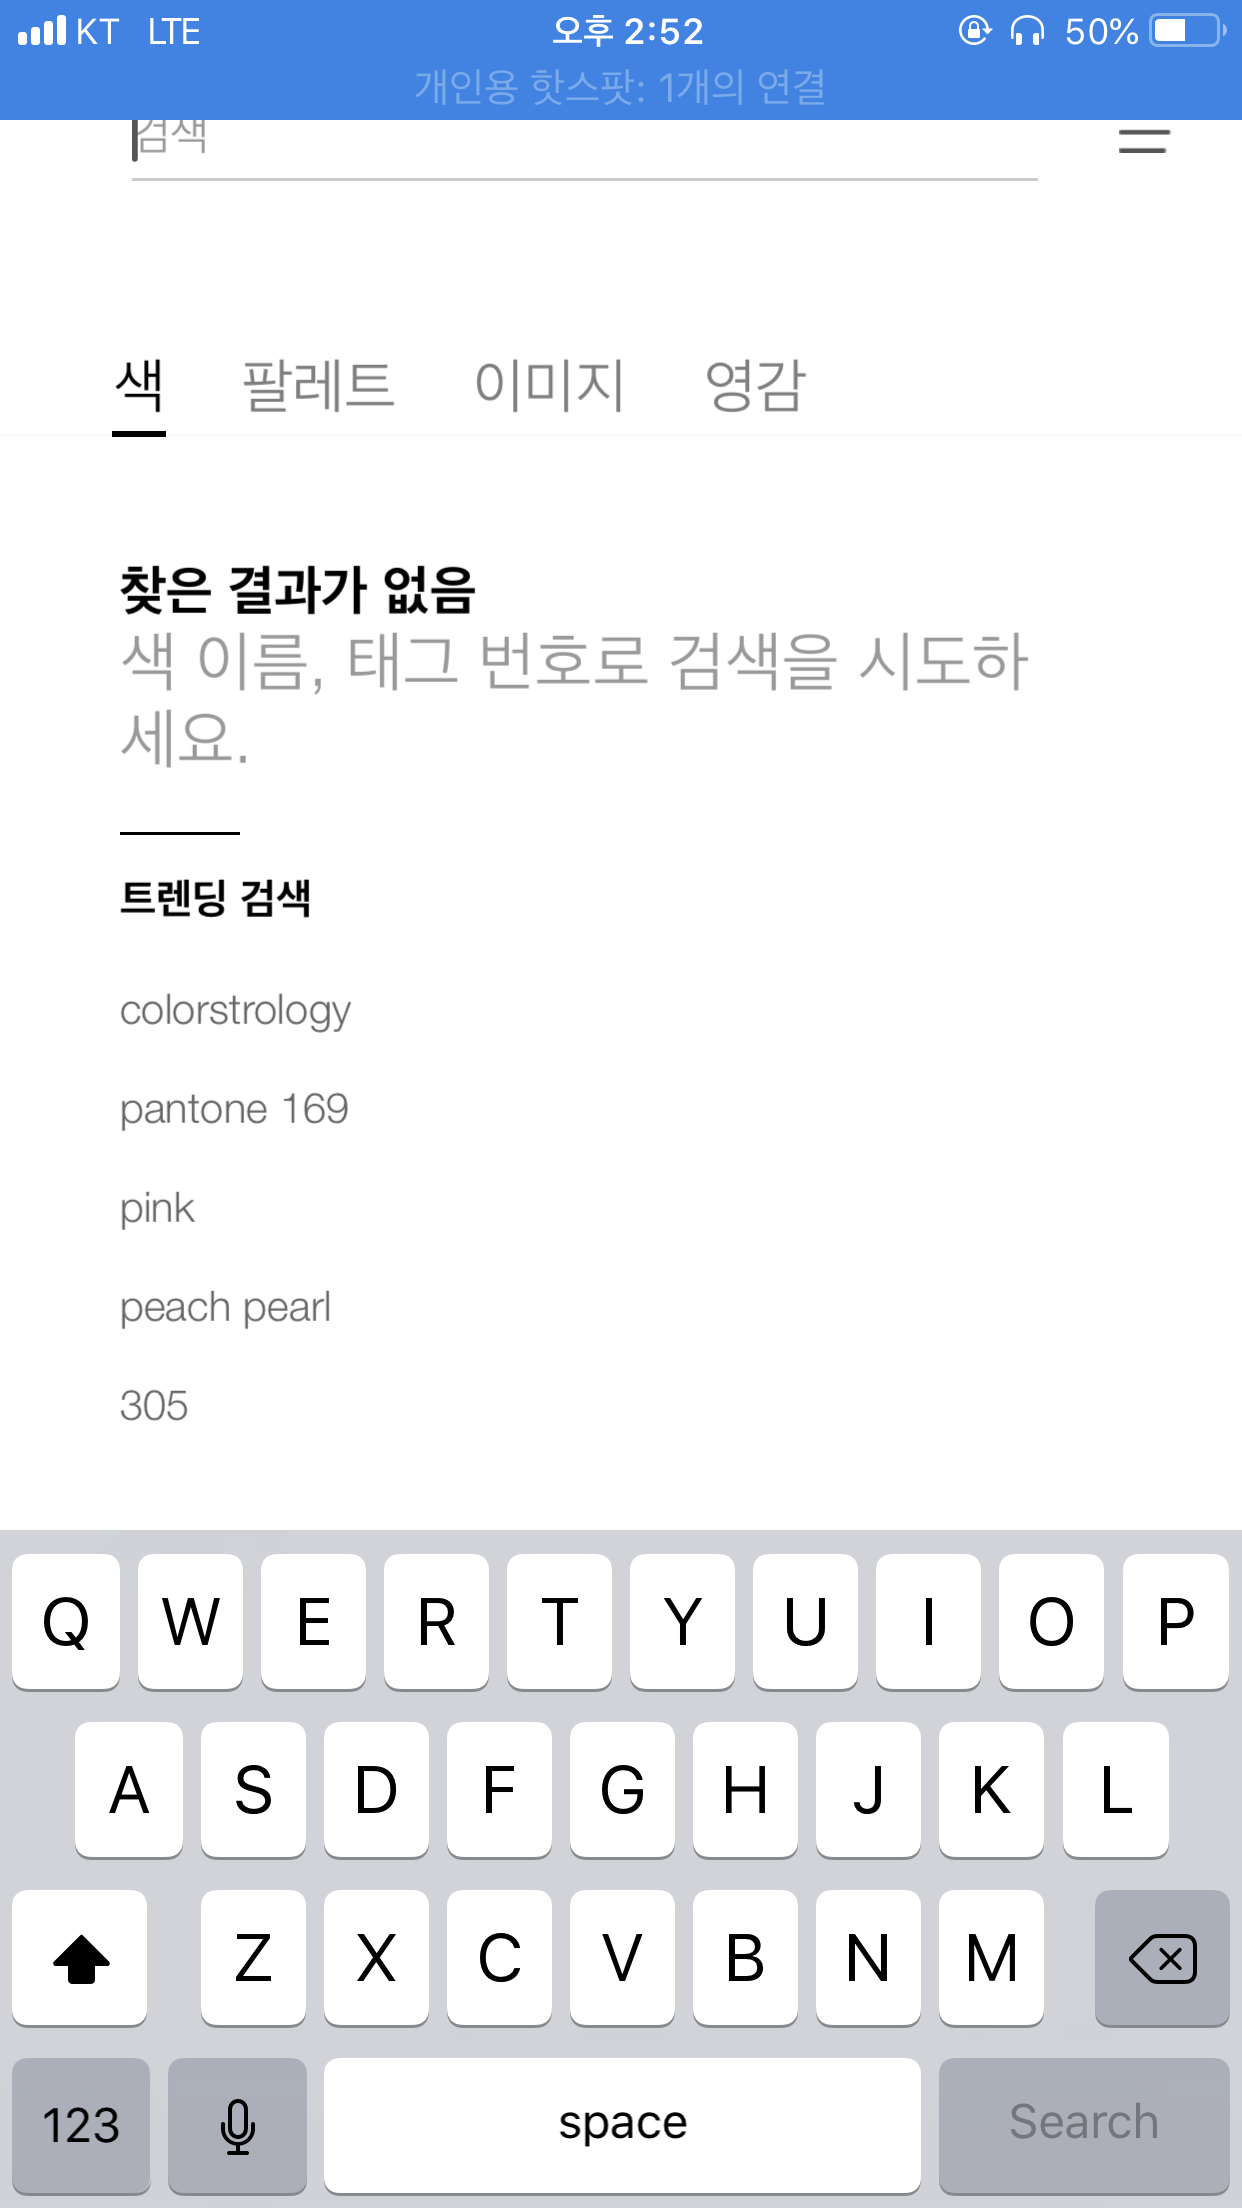 KT LTE 오후 2:52 50%
개인용 핫스팟: 1개의 연결
검색
색 팔레트 이미지 영감
찾은 결과가 없음
색 이름, 태그 번호로 검색을 시도하
세요.
트렌딩 검색
colorstrology
pantone 169
pink
peach pearl
305
Q W E R T Y U I O P
A S D F G H J K L
Z X C V B N M
123 space Search